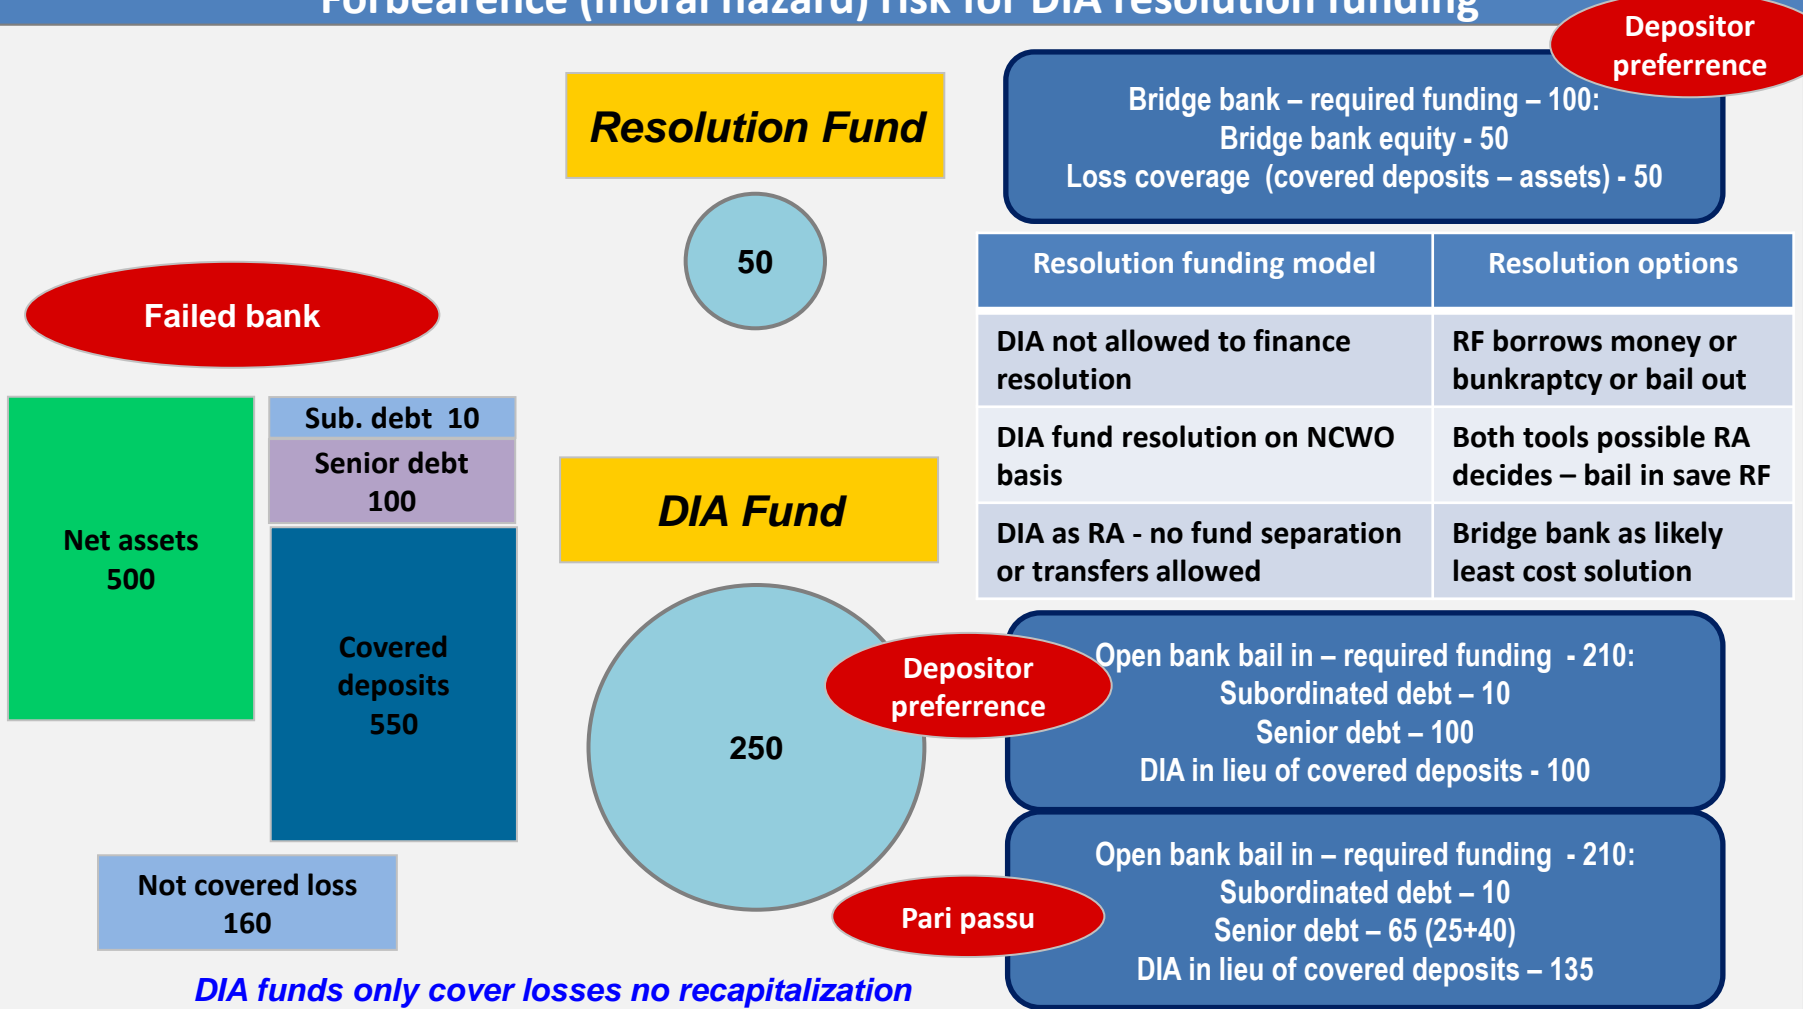 Forbearence (moral hazard) risk for DIA resolution funding
Depositor
preferrence
Resolution Fund
Bridge bank – required funding – 100:
Bridge bank equity - 50
Loss coverage (covered deposits – assets) - 50
50
Resolution funding model
Resolution options
DIA not allowed to finance
resolution
RF borrows money or
bunkraptcy or bail out
DIA fund resolution on NCWO
basis
Both tools possible RA
decides – bail in save RF
DIA as RA - no fund separation
or transfers allowed
Bridge bank as likely
least cost solution
Failed bank
Net assets
500
Sub. debt 10
Senior debt
100
Covered
deposits
550
Not covered loss
160
DIA Fund
250
Depositor
preferrence
Open bank bail in – required funding - 210:
Subordinated debt – 10
Senior debt – 100
DIA in lieu of covered deposits - 100
Pari passu
Open bank bail in – required funding - 210:
Subordinated debt – 10
Senior debt – 65 (25+40)
DIA in lieu of covered deposits – 135
DIA funds only cover losses no recapitalization